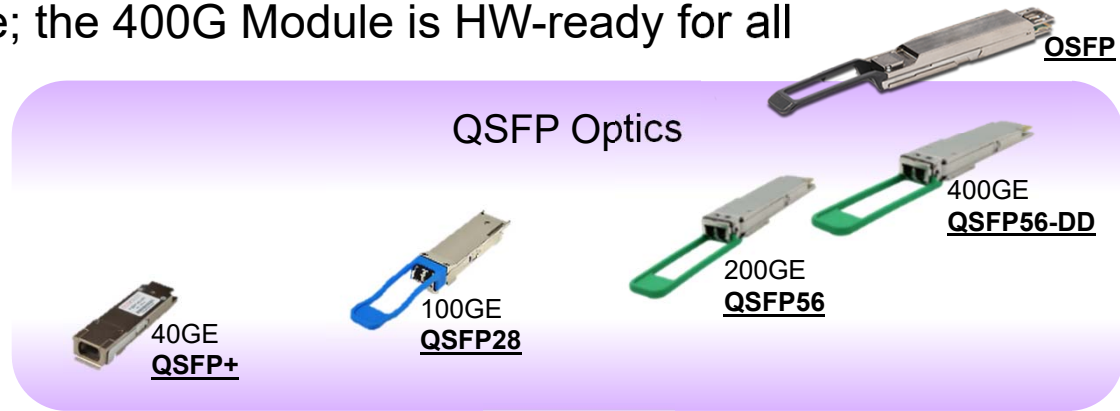 e; the 400G Module is HW-ready for all
OSFP
QSFP Optics
400GE
QSFP56-DD
200GE
QSFP56
100GE
QSFP28
40GE
QSFP+